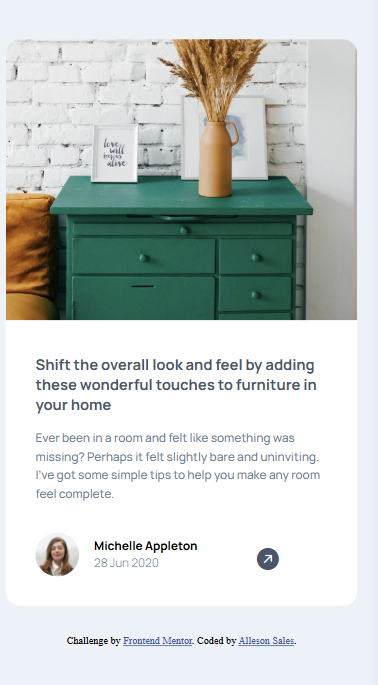 love
will
keep us
alive
Shift the overall look and feel by adding
these wonderful touches to furniture in
your home
Ever been in a room and felt like something was
missing? Perhaps it felt slightly bare and uninviting.
I've got some simple tips to help you make any room
feel complete.
Michelle Appleton
28 Jun 2020
Challenge by Frontend Mentor. Coded by Alleson Sales.